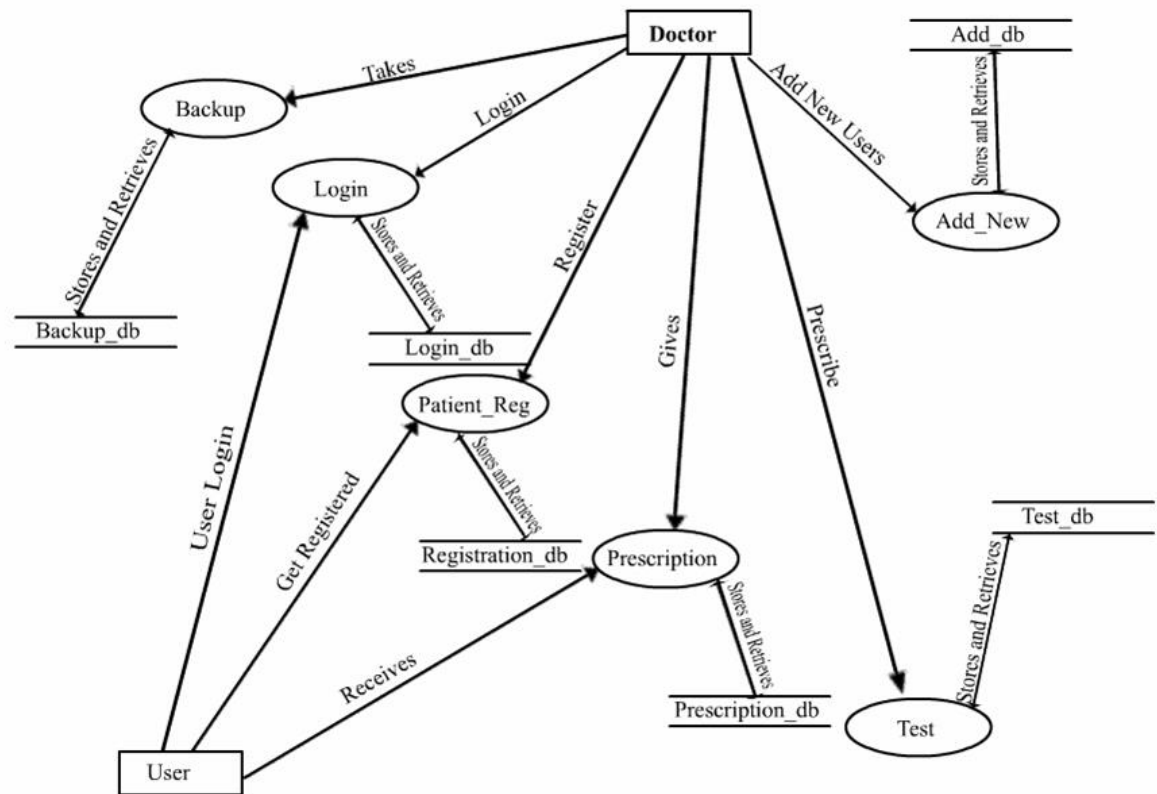 Doctor
Add_db
Takes
Backup
Login
Add New Users
Stores and Retrieves
Stores and Retrieves
Login
Add_New
Stores and Retrieves
Register
Backup_db
Login_db
Gives
Prescribe
Patient_Reg
User Login
Get Registered
Stores and Retrieves
Test_db
Registration_db
Prescription
Stores and Retrieves
Stores and Retrieves
Receives
Prescription_db
Test
User